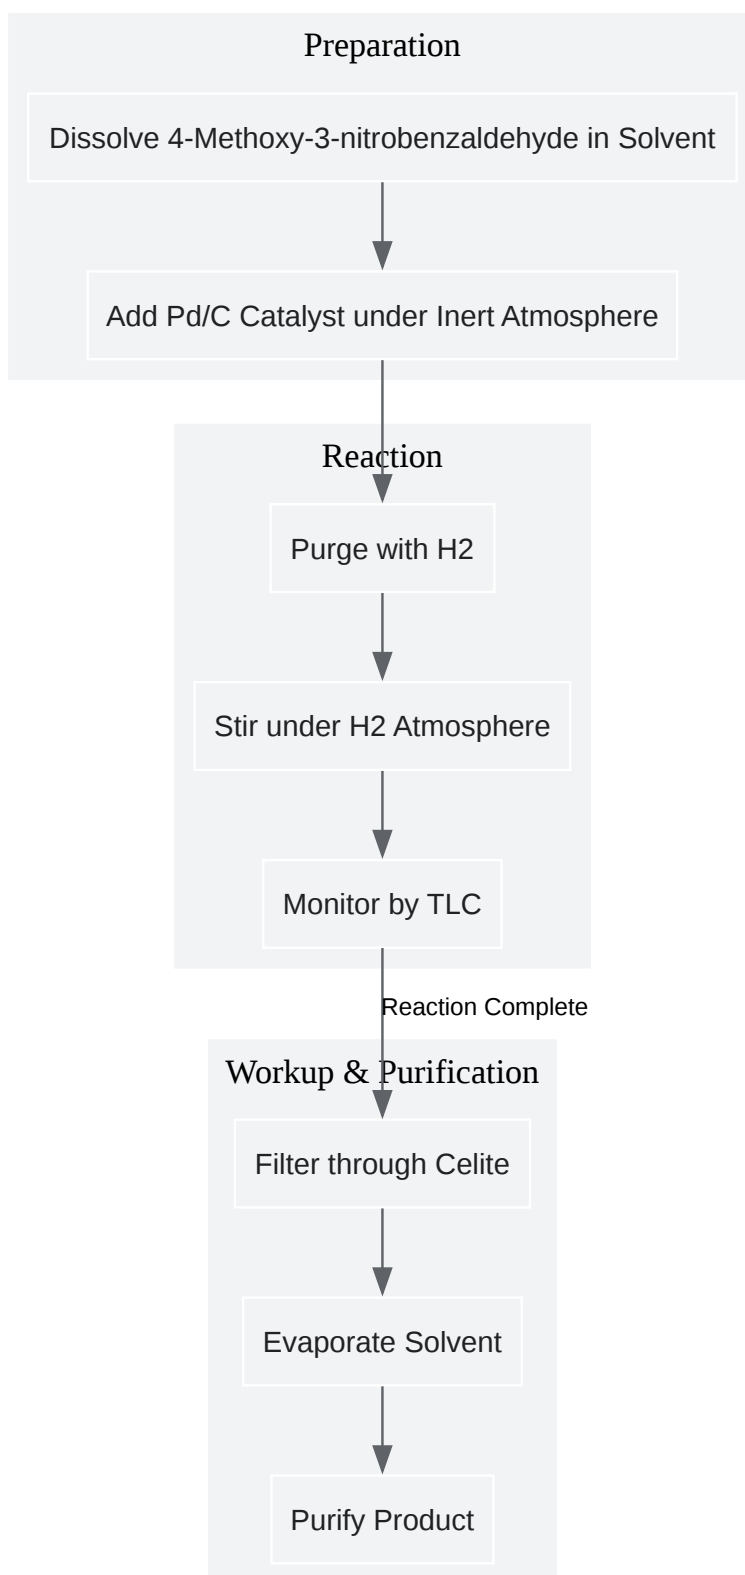 Preparation
Dissolve 4-Methoxy-3-nitrobenzaldehyde in Solvent
Add Pd/C Catalyst under Inert Atmosphere
Reaction
Purge with H2
Stir under H2 Atmosphere
Monitor by TLC
Reaction Complete
Workup & Purification
Filter through Celite
Evaporate Solvent
Purify Product